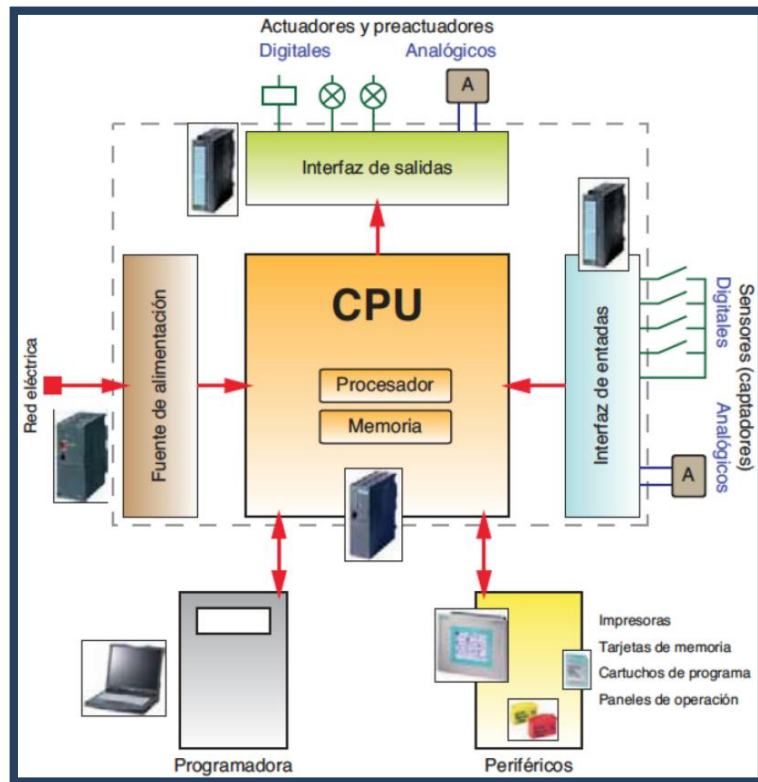 Actuadores y preactuadores
Digitales
Analógicos
A
Interfaz de salidas
Red eléctrica
Fuente de alimentación
CPU
Procesador
Memoria
Interfaz de entadas
Digitales
Analógicos
Sensores (captadores)
A
Programadora
Impresoras
Tarjetas de memoria
Cartuchos de programa
Paneles de operación
Periféricos